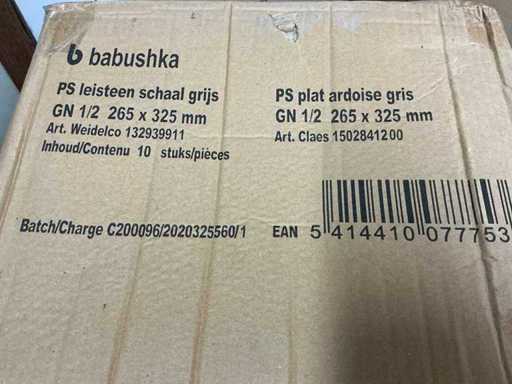 babushka
PS leisteen schaal grijs
GN 1/2 265 x 325 mm
Art. Weidelco 132939911
Inhoud/Contenu 10 stuks/pièces
PS plat ardoise gris
GN 1/2 265 x 325 mm
Art. Claes 1502841200
Batch/Charge C200096/2020325560/1
EAN 5 414410 077753